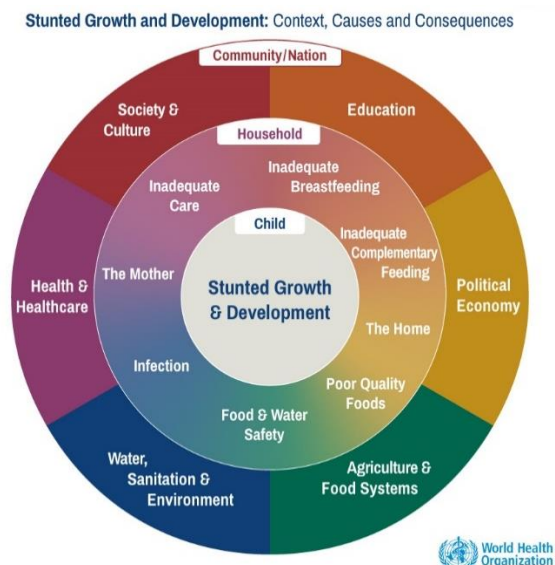 Stunted Growth and Development: Context, Causes and Consequences
Community/Nation
Society &
Culture
Education
Household
Inadequate
Care
Inadequate
Breastfeeding
Child
Inadequate
Complementary
Feeding
Health &
Healthcare
The Mother
Stunted Growth
& Development
Political
Economy
The Home
Infection
Poor Quality
Foods
Food & Water
Safety
Water,
Sanitation &
Environment
Agriculture &
Food Systems
World Health
Organization